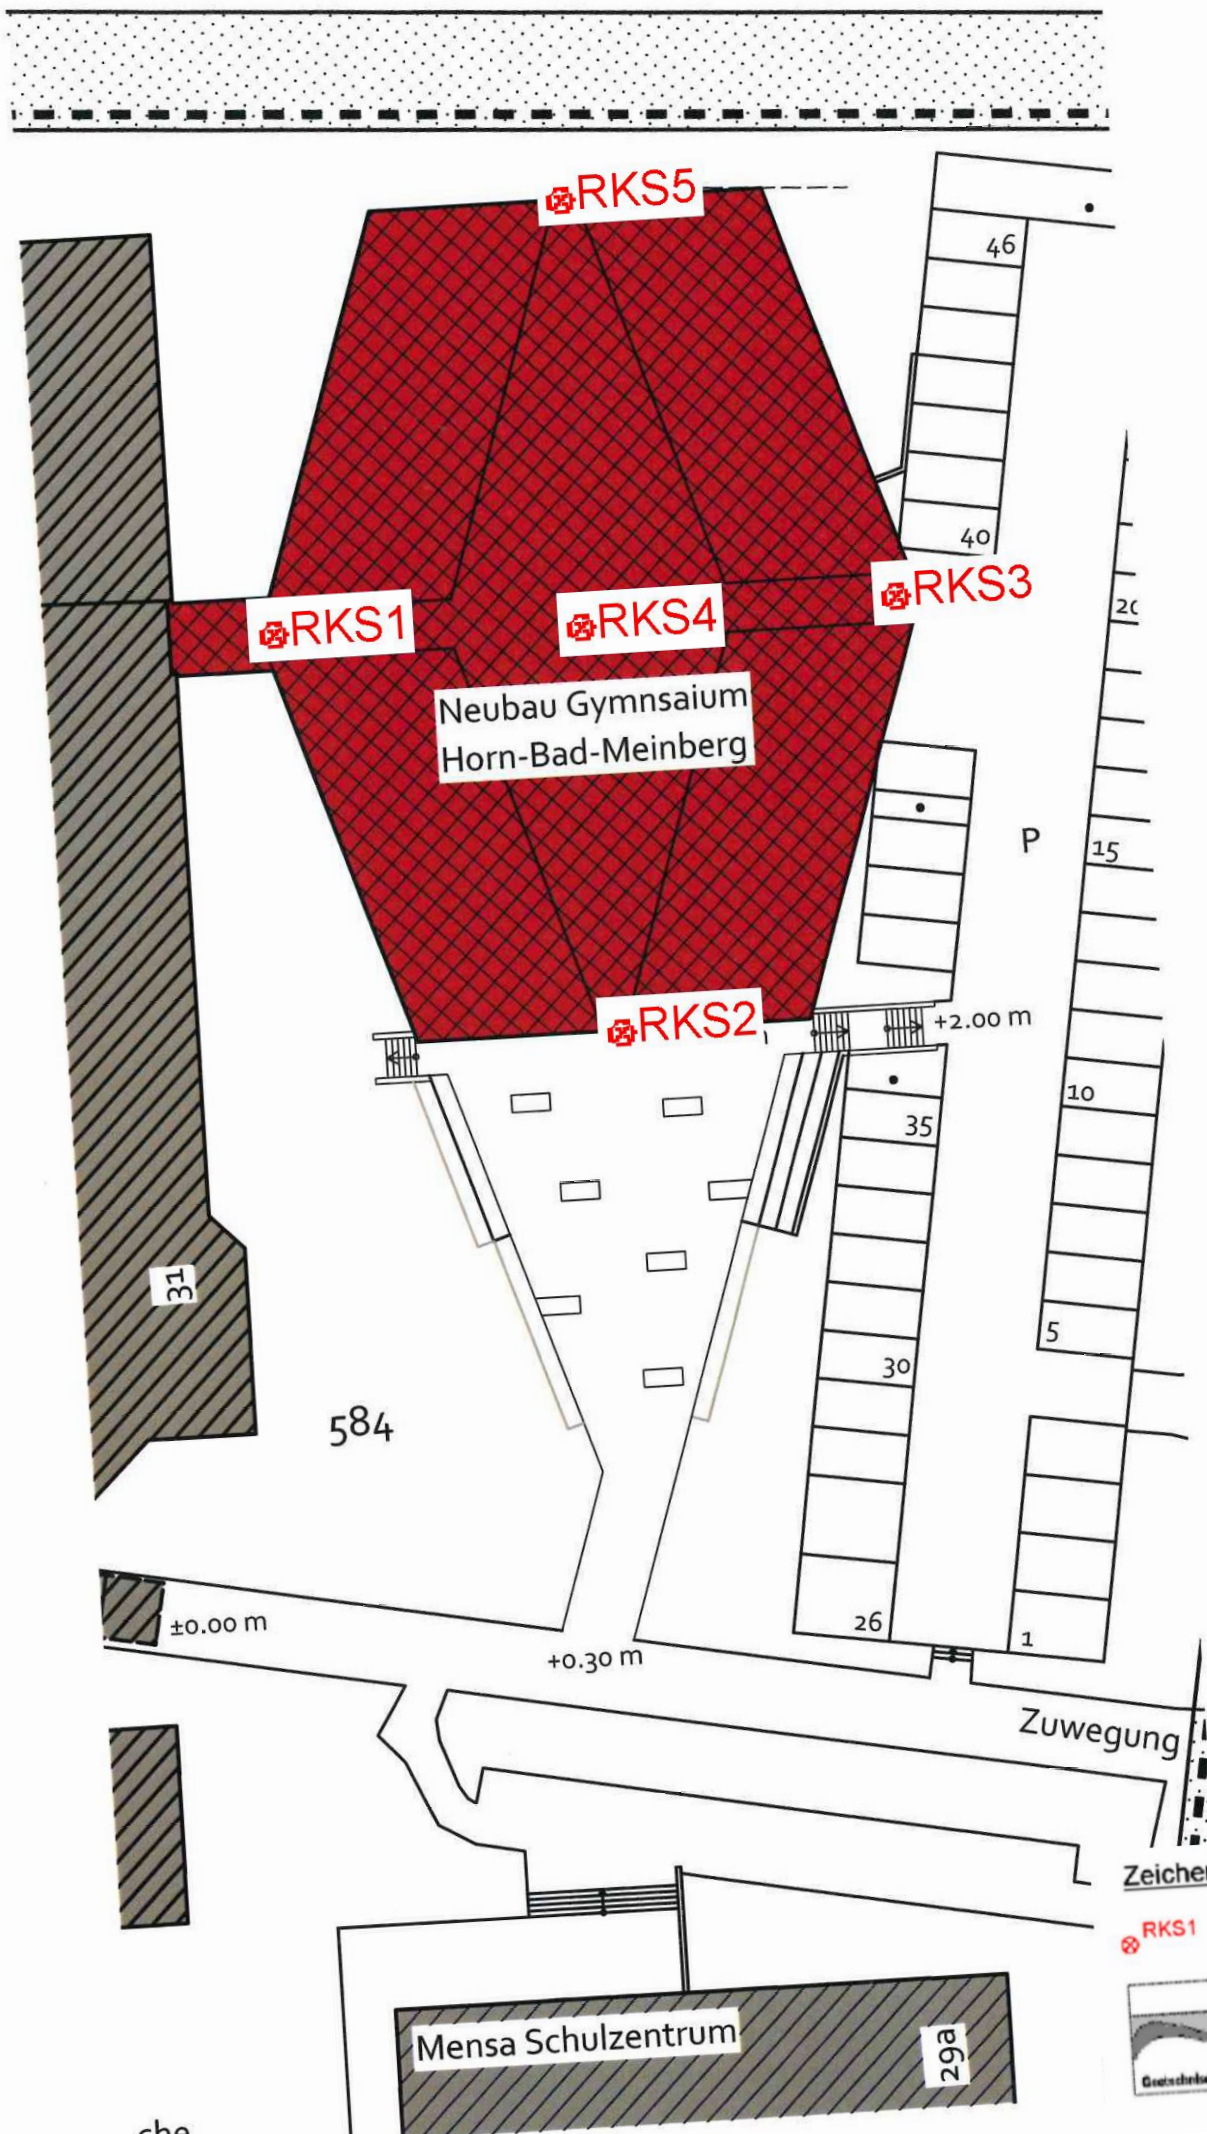 RKS5
46
40
RKS3
RKS1
RKS4
20
Neubau Gymnsaium
Horn-Bad-Meinberg
P
15
+2.00 m
RKS2
10
35
31
5
30
584
26
1
±0.00 m
+0.30 m
Zuwegung
RKS1
Mensa Schulzentrum
29a